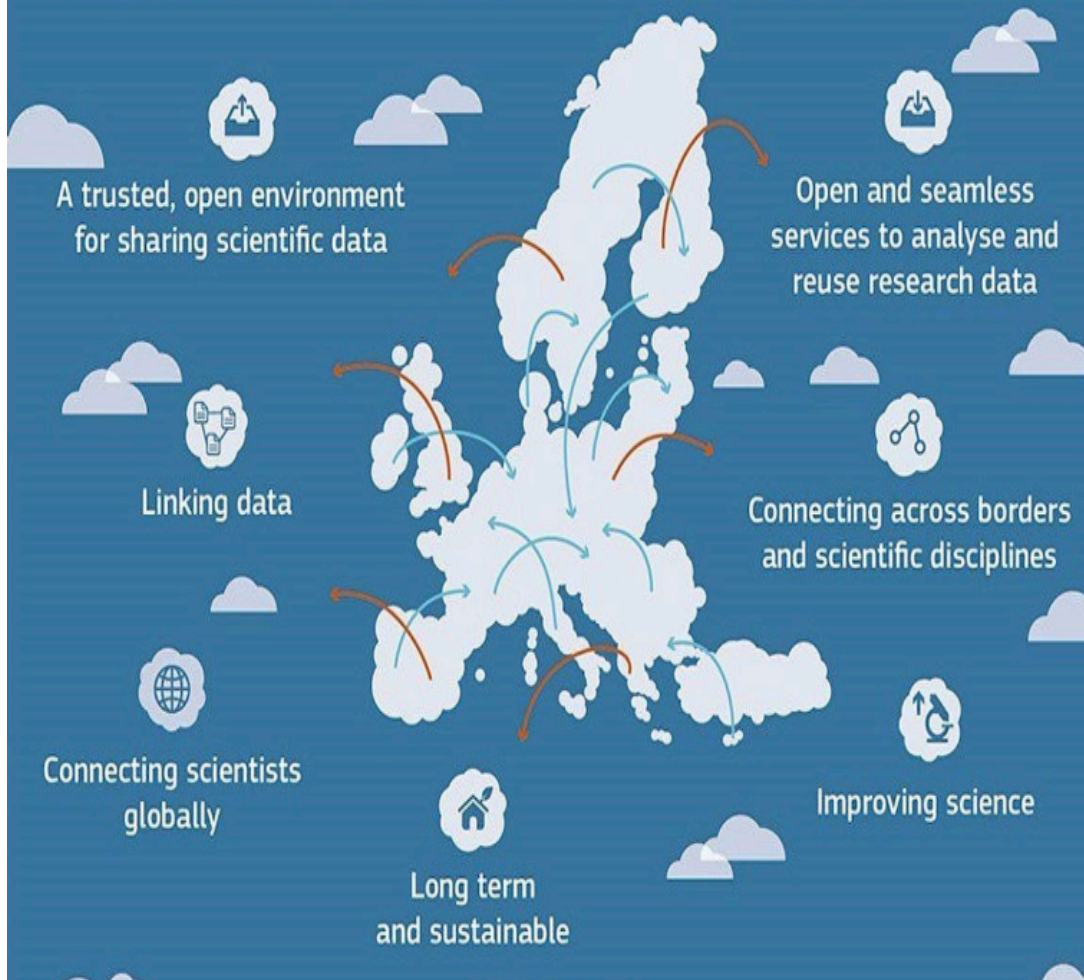 A trusted, open environment
for sharing scientific data
Open and seamless
services to analyse and
reuse research data
Linking data
Connecting across borders
and scientific disciplines
Connecting scientists
globally
Improving science
Long term
and sustainable